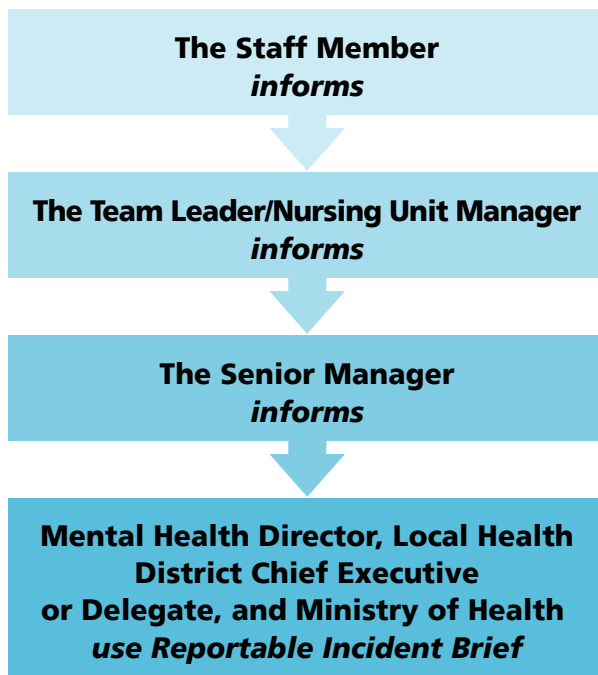 The Staff Member
informs
The Team Leader/Nursing Unit Manager
informs
The Senior Manager
informs
Mental Health Director, Local Health
District Chief Executive
or Delegate, and Ministry of Health
use Reportable Incident Brief